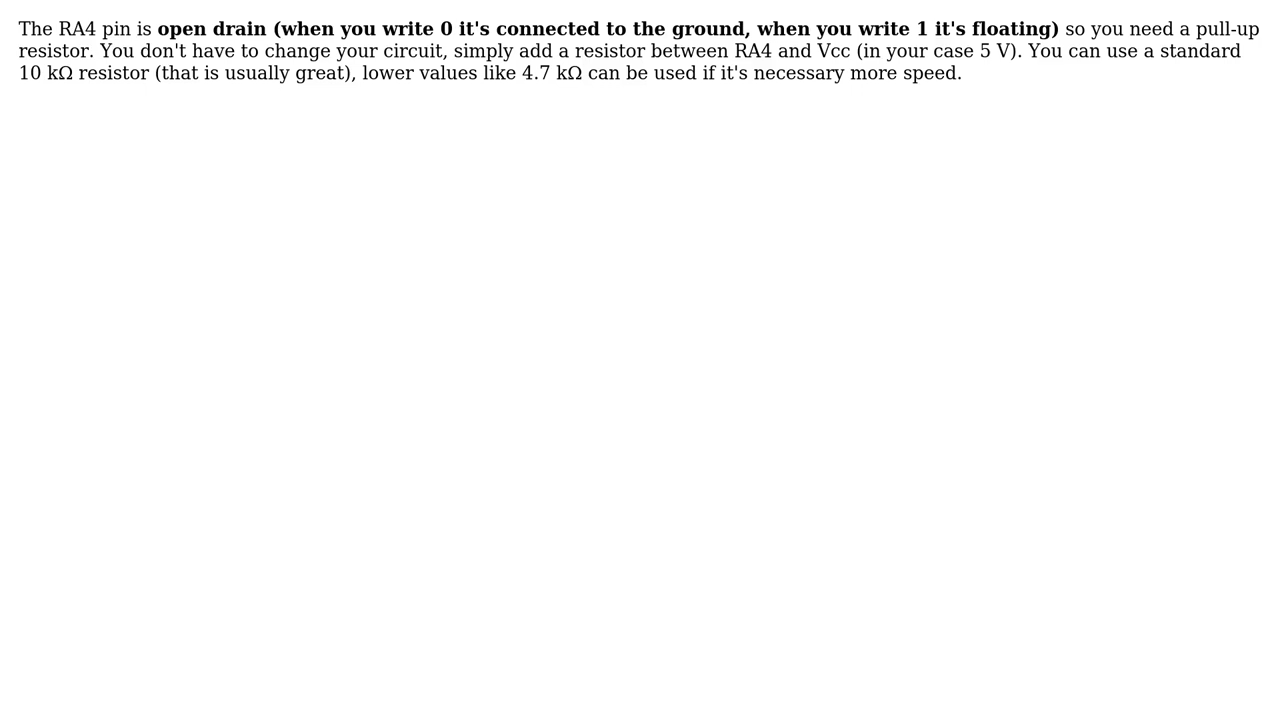 The RA4 pin is open drain (when you write 0 it's connected to the ground, when you write 1 it's floating) so you need a pull-up
resistor. You don't have to change your circuit, simply add a resistor between RA4 and Vcc (in your case 5 V). You can use a standard
10 kΩ resistor (that is usually great), lower values like 4.7 kΩ can be used if it's necessary more speed.